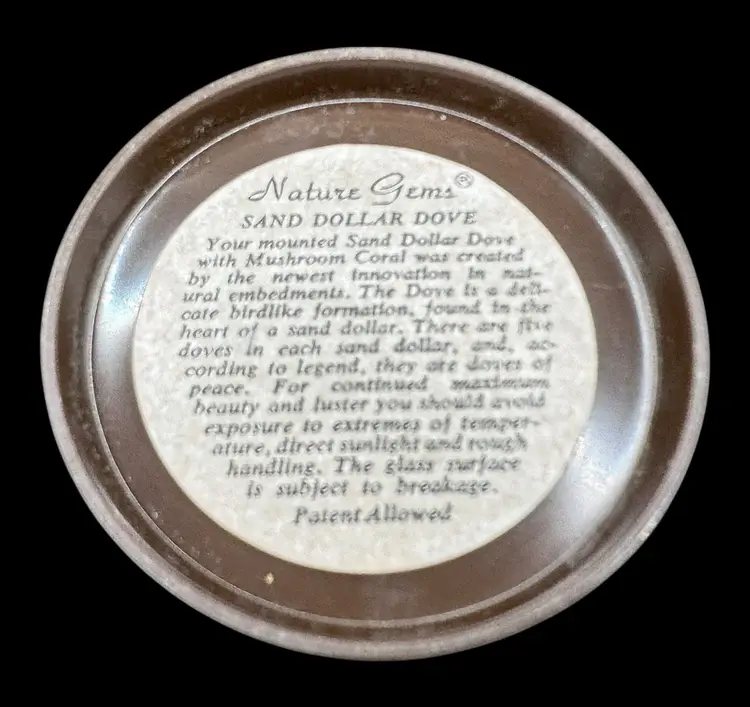 Nature Gems®
SAND DOLLAR DOVE
Your mounted Sand Dollar Dove
with Mushroom Coral was created
by the newest innovation in nat-
ural embedments. The Dove is a deli-
cate birdlike formation, found in the
heart of a sand dollar. There are five
doves in each sand dollar, and, ac-
cording to legend, they are doves of
peace. For continued maximum
beauty and luster you should avoid
exposure to extremes of temper-
ature, direct sunlight and rough
handling. The glass surface
is subject to breakage.
Patent Allowed